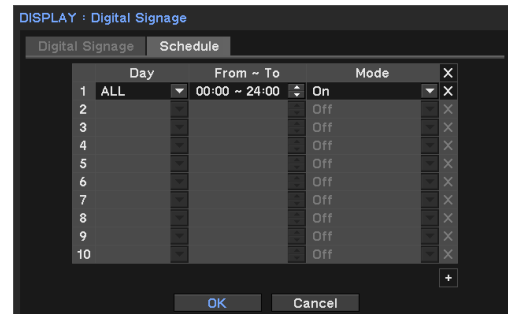 DISPLAY : Digital Signage
Digital Signage Schedule
Day From ~ To Mode X
1 ALL 00:00 ~ 24:00 On X
2 Off X
3 Off X
4 Off X
5 Off X
6 Off X
7 Off X
8 Off X
9 Off X
10 Off X
+
OK Cancel